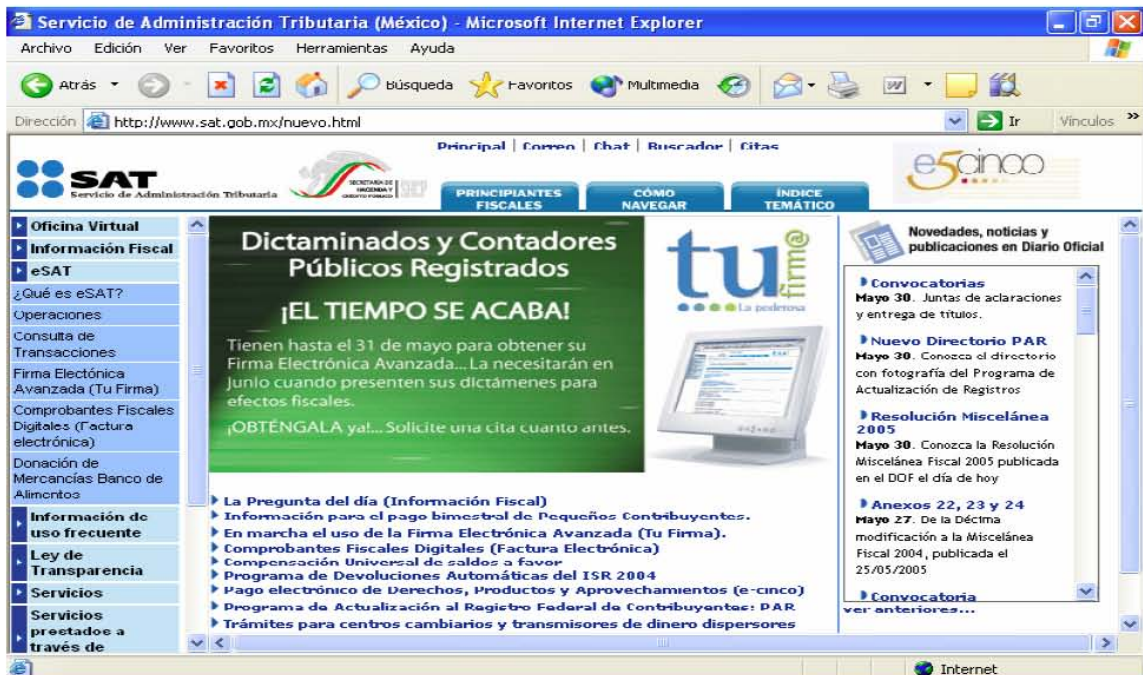 Servicio de Administración Tributaria (México) - Microsoft Internet Explorer
Archivo Edición Ver Favoritos Herramientas Ayuda
Atrás Búsqueda Favoritos Multimedia
Dirección http://www.sat.gob.mx/nuevo.html Ir Vínculos »
Principal | Correo | Chat | Buscador | Citas
SAT
Servicio de Administración Tributaria
SECRETARÍA DE
HACIENDA Y
CRÉDITO PÚBLICO
SHCP
PRINCIPIANTES
FISCALES
CÓMO
NAVEGAR
ÍNDICE
TEMÁTICO
e5cinco
Oficina Virtual
Información Fiscal
eSAT
¿Qué es eSAT?
Operaciones
Consulta de
Transacciones
Firma Electónica
Avanzada (Tu Firma)
Comprobantes Fiscales
Digitales (Factura
electrónica)
Donación de
Mercancías Banco de
Alimentos
Información de
uso frecuente
Ley de
Transparencia
Servicios
Servicios
prestados a
través de
Dictaminados y Contadores
Públicos Registrados
¡EL TIEMPO SE ACABA!
Tienen hasta el 31 de mayo para obtener su
Firma Electrónica Avanzada... La necesitarán en
Junio cuando presenten sus dictámenes para
efectos fiscales.
¡OBTÉNGALA ya!... Solicite una cita cuanto antes.
tu firm@
La poderosa
La Pregunta del día (Información Fiscal)
Información para el pago bimestral de Pequeños Contribuyentes.
En marcha el uso de la Firma Electrónica Avanzada (Tu Firma).
Comprobantes Fiscales Digitales (Factura Electrónica)
Compensación Universal de saldos a favor
Programa de Devoluciones Automáticas del ISR 2004
Pago electrónico de Derechos, Productos y Aprovechamientos (e-cinco)
Programa de Actualización al Registro Federal de Contribuyentes: PAR
Trámites para centros cambiarios y transmisores de dinero dispersores
Novedades, noticias y
publicaciones en Diario Oficial
Convocatorias
Mayo 30. Juntas de aclaraciones
y entrega de títulos.
Nuevo Directorio PAR
Mayo 30. Conozca el directorio
con fotografía del Programa de
Actualización de Registros
Resolución Miscelánea
2005
Mayo 30. Conozca la Resolución
Miscelánea Fiscal 2005 publicada
en el DOF el día de hoy
Anexos 22, 23 y 24
Mayo 27. De la Décima
modificación a la Miscelánea
Fiscal 2004, publicada el
25/05/2005
Convocatoria
ver anteriores...
Internet